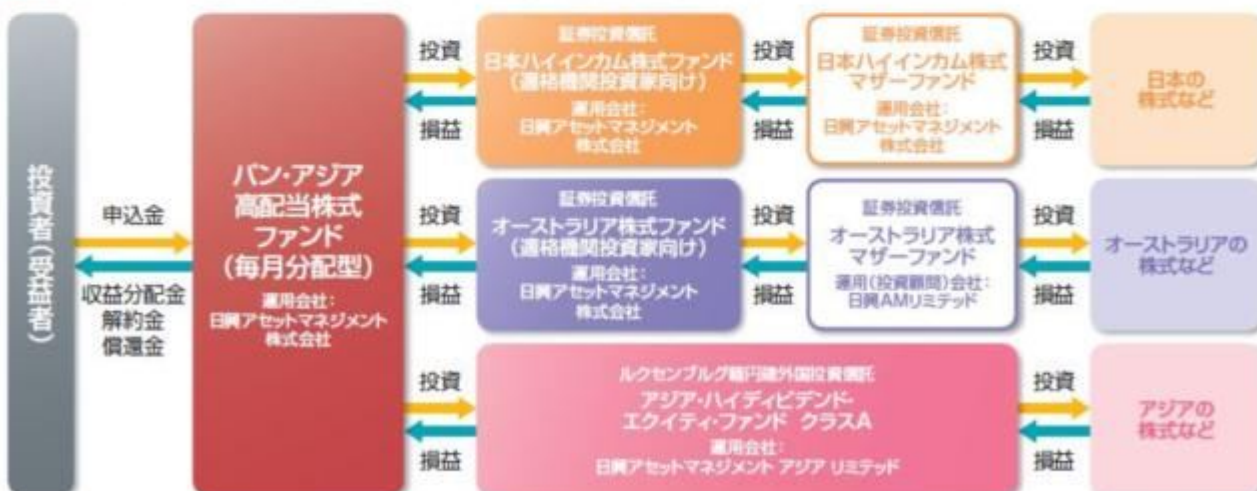 投資者(受益者)
申込金
収益分配金
解約金
償還金
パン・アジア
高配当株式
ファンド
(毎月分配型)
運用会社:
日興アセットマネジメント
株式会社
投資
損益
証券投資信託
日本ハイインカム株式ファンド
(適格機関投資家向け)
運用会社:
日興アセットマネジメント
株式会社
投資
損益
証券投資信託
日本ハイインカム株式
マザーファンド
運用会社:
日興アセットマネジメント
株式会社
投資
損益
日本の
株式など
投資
損益
証券投資信託
オーストラリア株式ファンド
(適格機関投資家向け)
運用会社:
日興アセットマネジメント
株式会社
投資
損益
証券投資信託
オーストラリア株式
マザーファンド
運用(投資顧問)会社:
日興AMリミテッド
投資
損益
オーストラリアの
株式など
投資
損益
ルクセンブルグ籍円建外国投資信託
アジア・ハイディビデンド・
エクイティ・ファンド クラスA
運用会社:
日興アセットマネジメント アジア リミテッド
投資
損益
アジアの
株式など